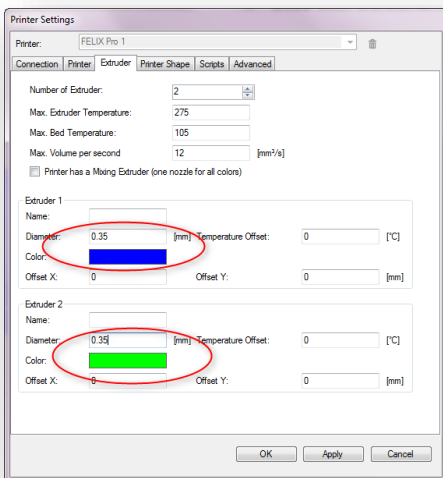 Printer Settings
Printer: FELIX Pro 1
Connection Printer Extruder Printer Shape Scripts Advanced
Number of Extruder: 2
Max. Extruder Temperature: 275
Max. Bed Temperature: 105
Max. Volume per second 12 [mm³/s]
Printer has a Mixing Extruder (one nozzle for all colors)
Extruder 1
Name:
Diameter: 0.35 [mm] Temperature Offset: 0 [°C]
Color:
Offset X: 0 Offset Y: 0 [mm]
Extruder 2
Name:
Diameter: 0.35 [mm] Temperature Offset: 0 [°C]
Color:
Offset X: 0 Offset Y: 0 [mm]
OK Apply Cancel